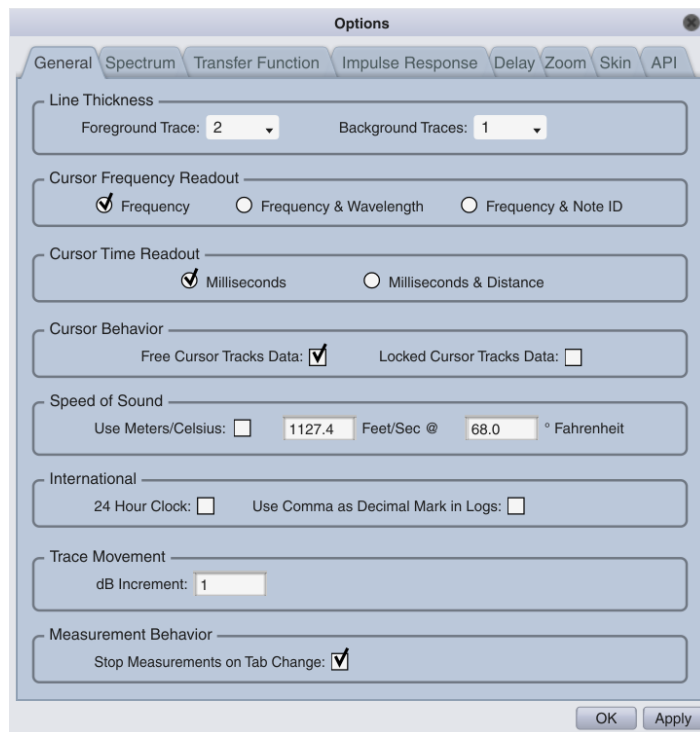 Options
General Spectrum Transfer Function Impulse Response Delay Zoom Skin API
Line Thickness
Foreground Trace: 2 Background Traces: 1
Cursor Frequency Readout
Frequency Frequency & Wavelength Frequency & Note ID
Cursor Time Readout
Milliseconds Milliseconds & Distance
Cursor Behavior
Free Cursor Tracks Data: Locked Cursor Tracks Data:
Speed of Sound
Use Meters/Celsius: 1127.4 Feet/Sec @ 68.0 ° Fahrenheit
International
24 Hour Clock: Use Comma as Decimal Mark in Logs:
Trace Movement
dB Increment: 1
Measurement Behavior
Stop Measurements on Tab Change:
OK Apply